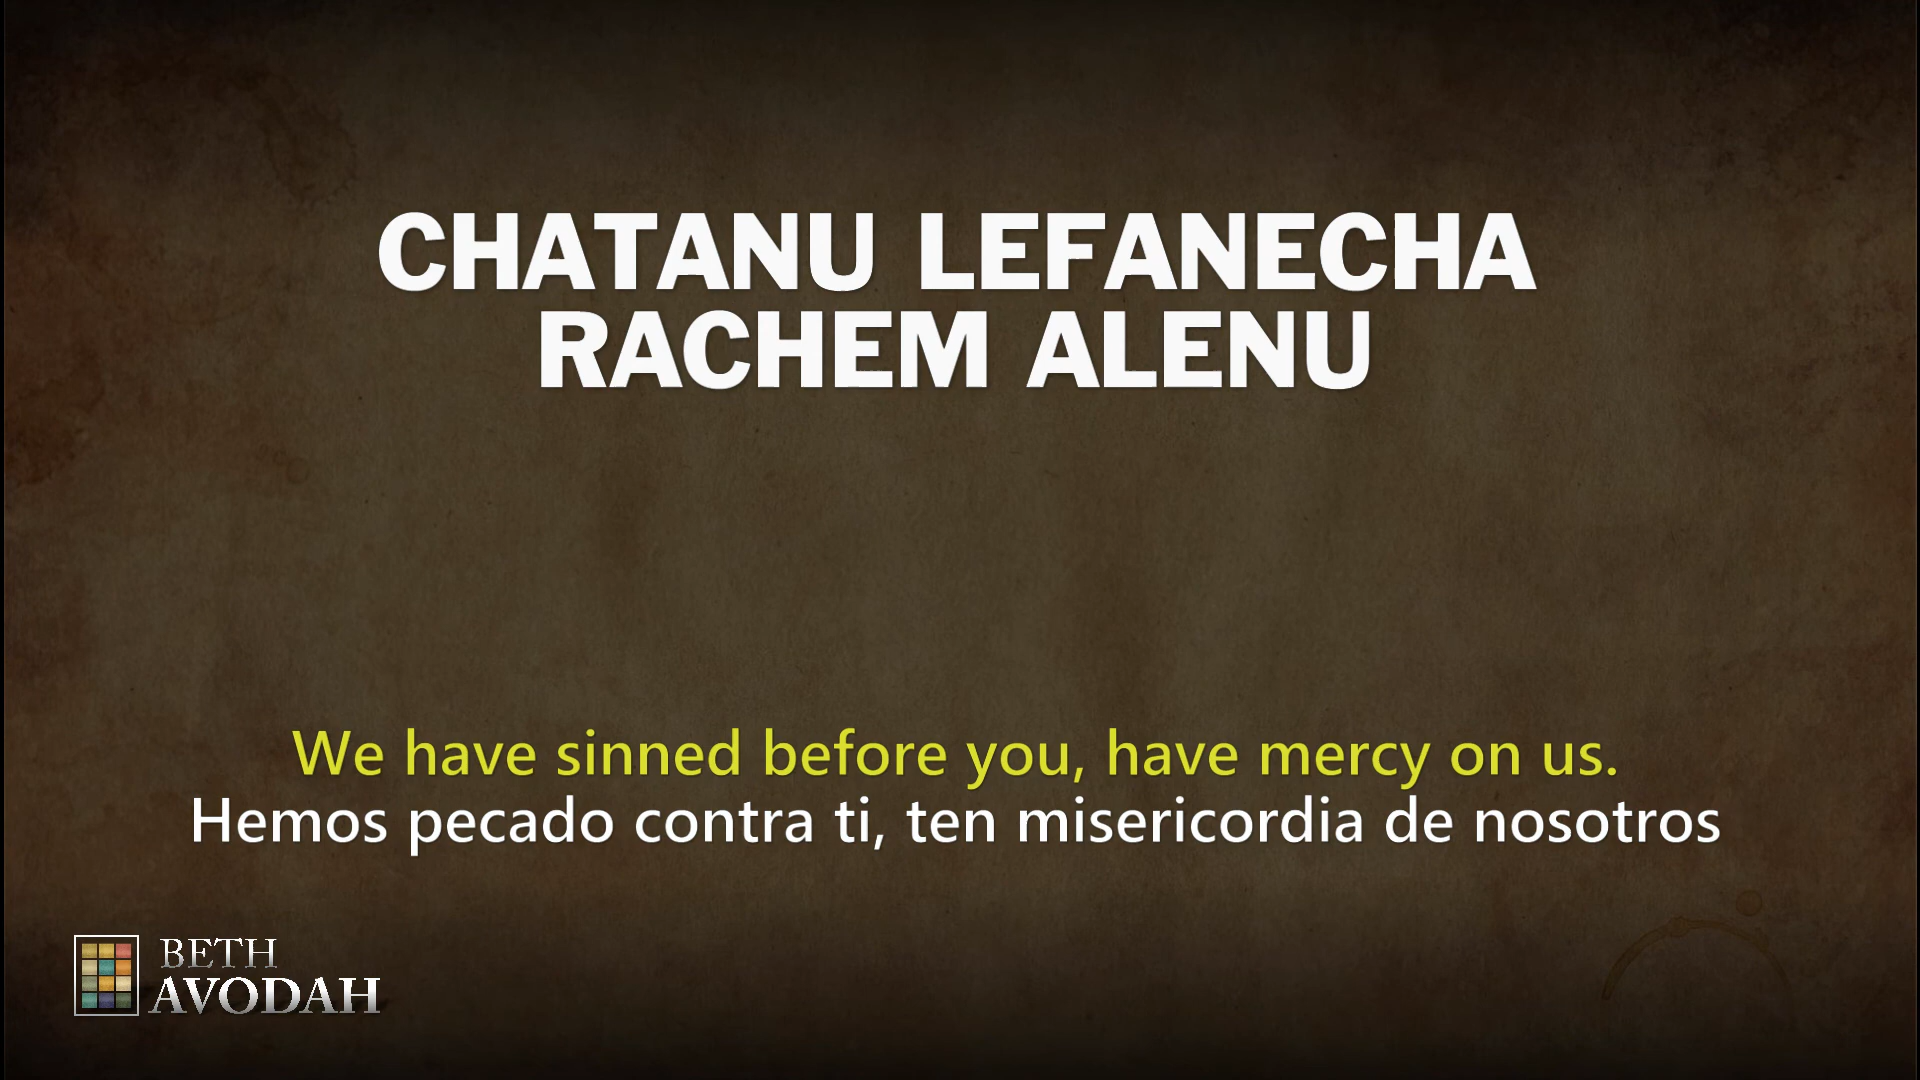 CHATANU LEFANECHA
RACHEM ALENU
We have sinned before you, have mercy on us.
Hemos pecado contra ti, ten misericordia de nosotros
BETH
AVODAH